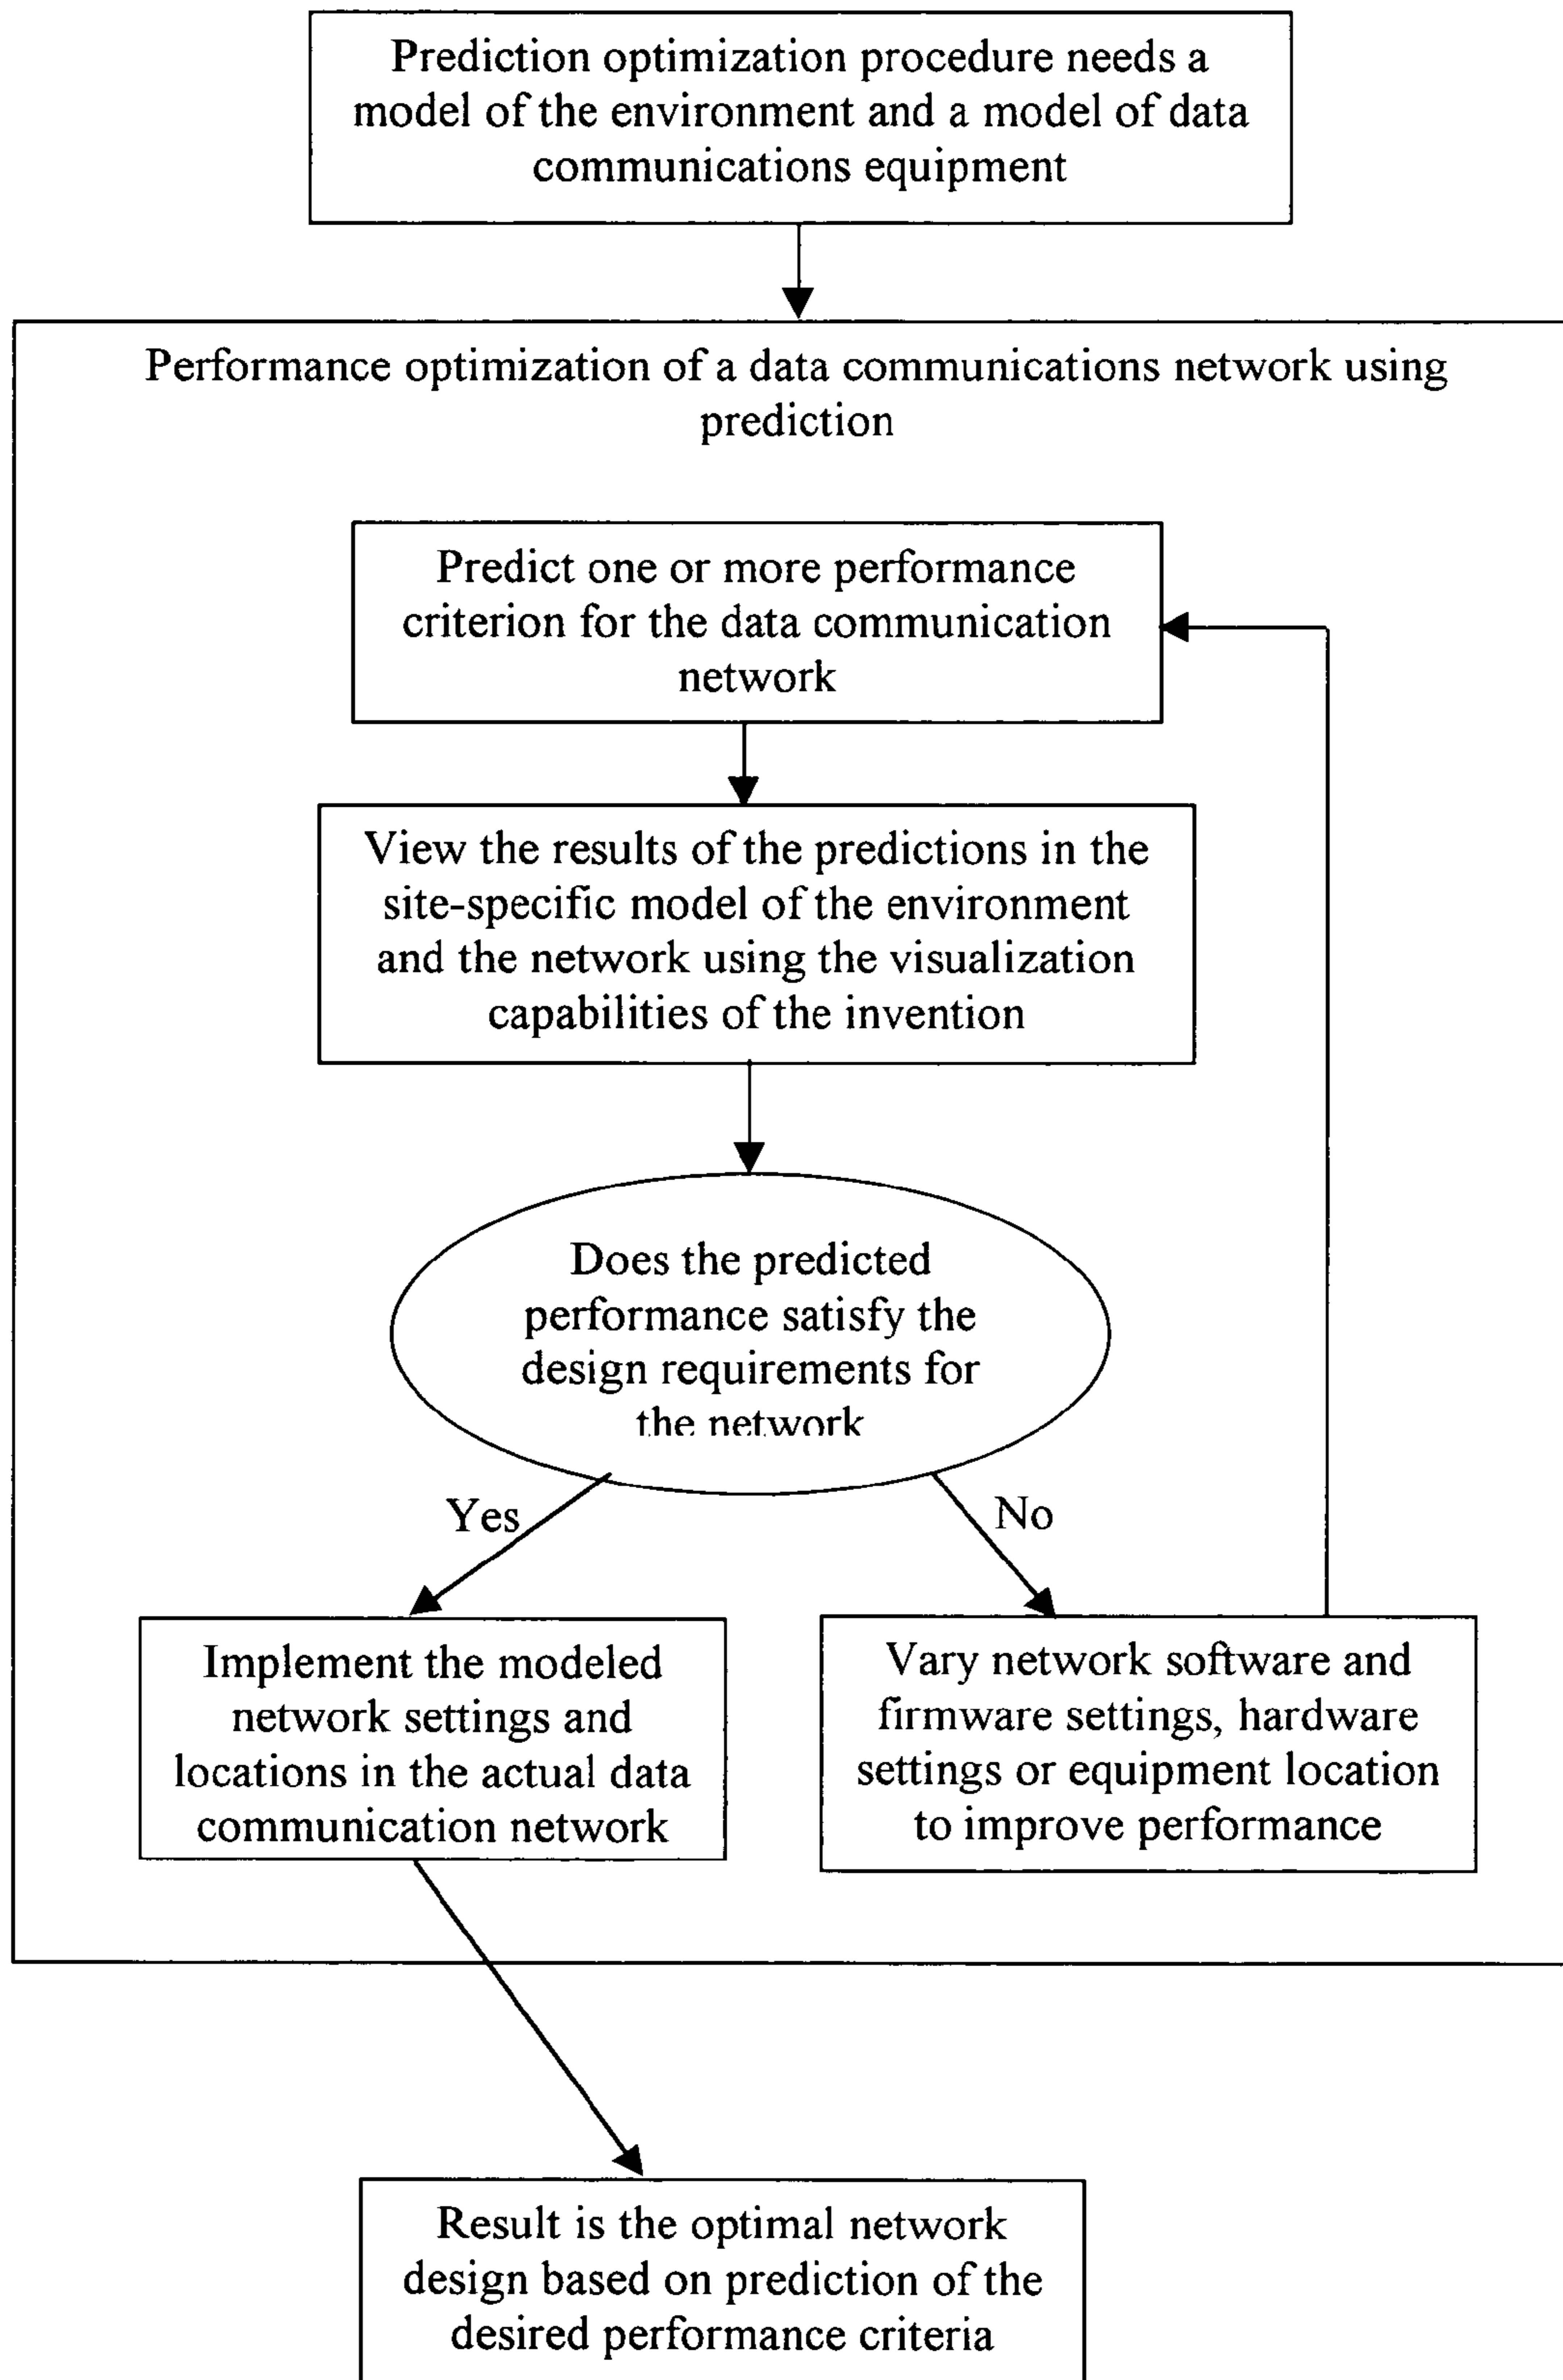 Prediction optimization procedure needs a
model of the environment and a model of data
communications equipment
Performance optimization of a data communications network using
prediction
Predict one or more performance
criterion for the data communication
network
View the results of the predictions in the
site-specific model of the environment
and the network using the visualization
capabilities of the invention
Does the predicted
performance satisfy the
design requirements for
the network
Yes
No
Implement the modeled
network settings and
locations in the actual data
communication network
Vary network software and
firmware settings, hardware
settings or equipment location
to improve performance
Result is the optimal network
design based on prediction of the
desired performance criteria